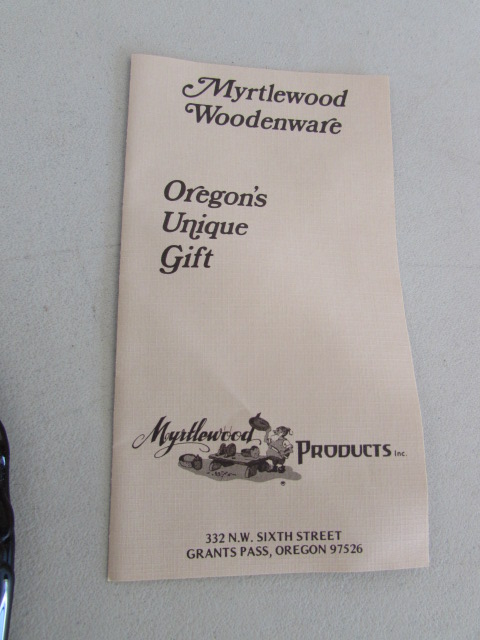 Myrtlewood
Woodenware
Oregon's
Unique
Gift
Myrtlewood PRODUCTS Inc.
®
332 N.W. SIXTH STREET
GRANTS PASS, OREGON 97526